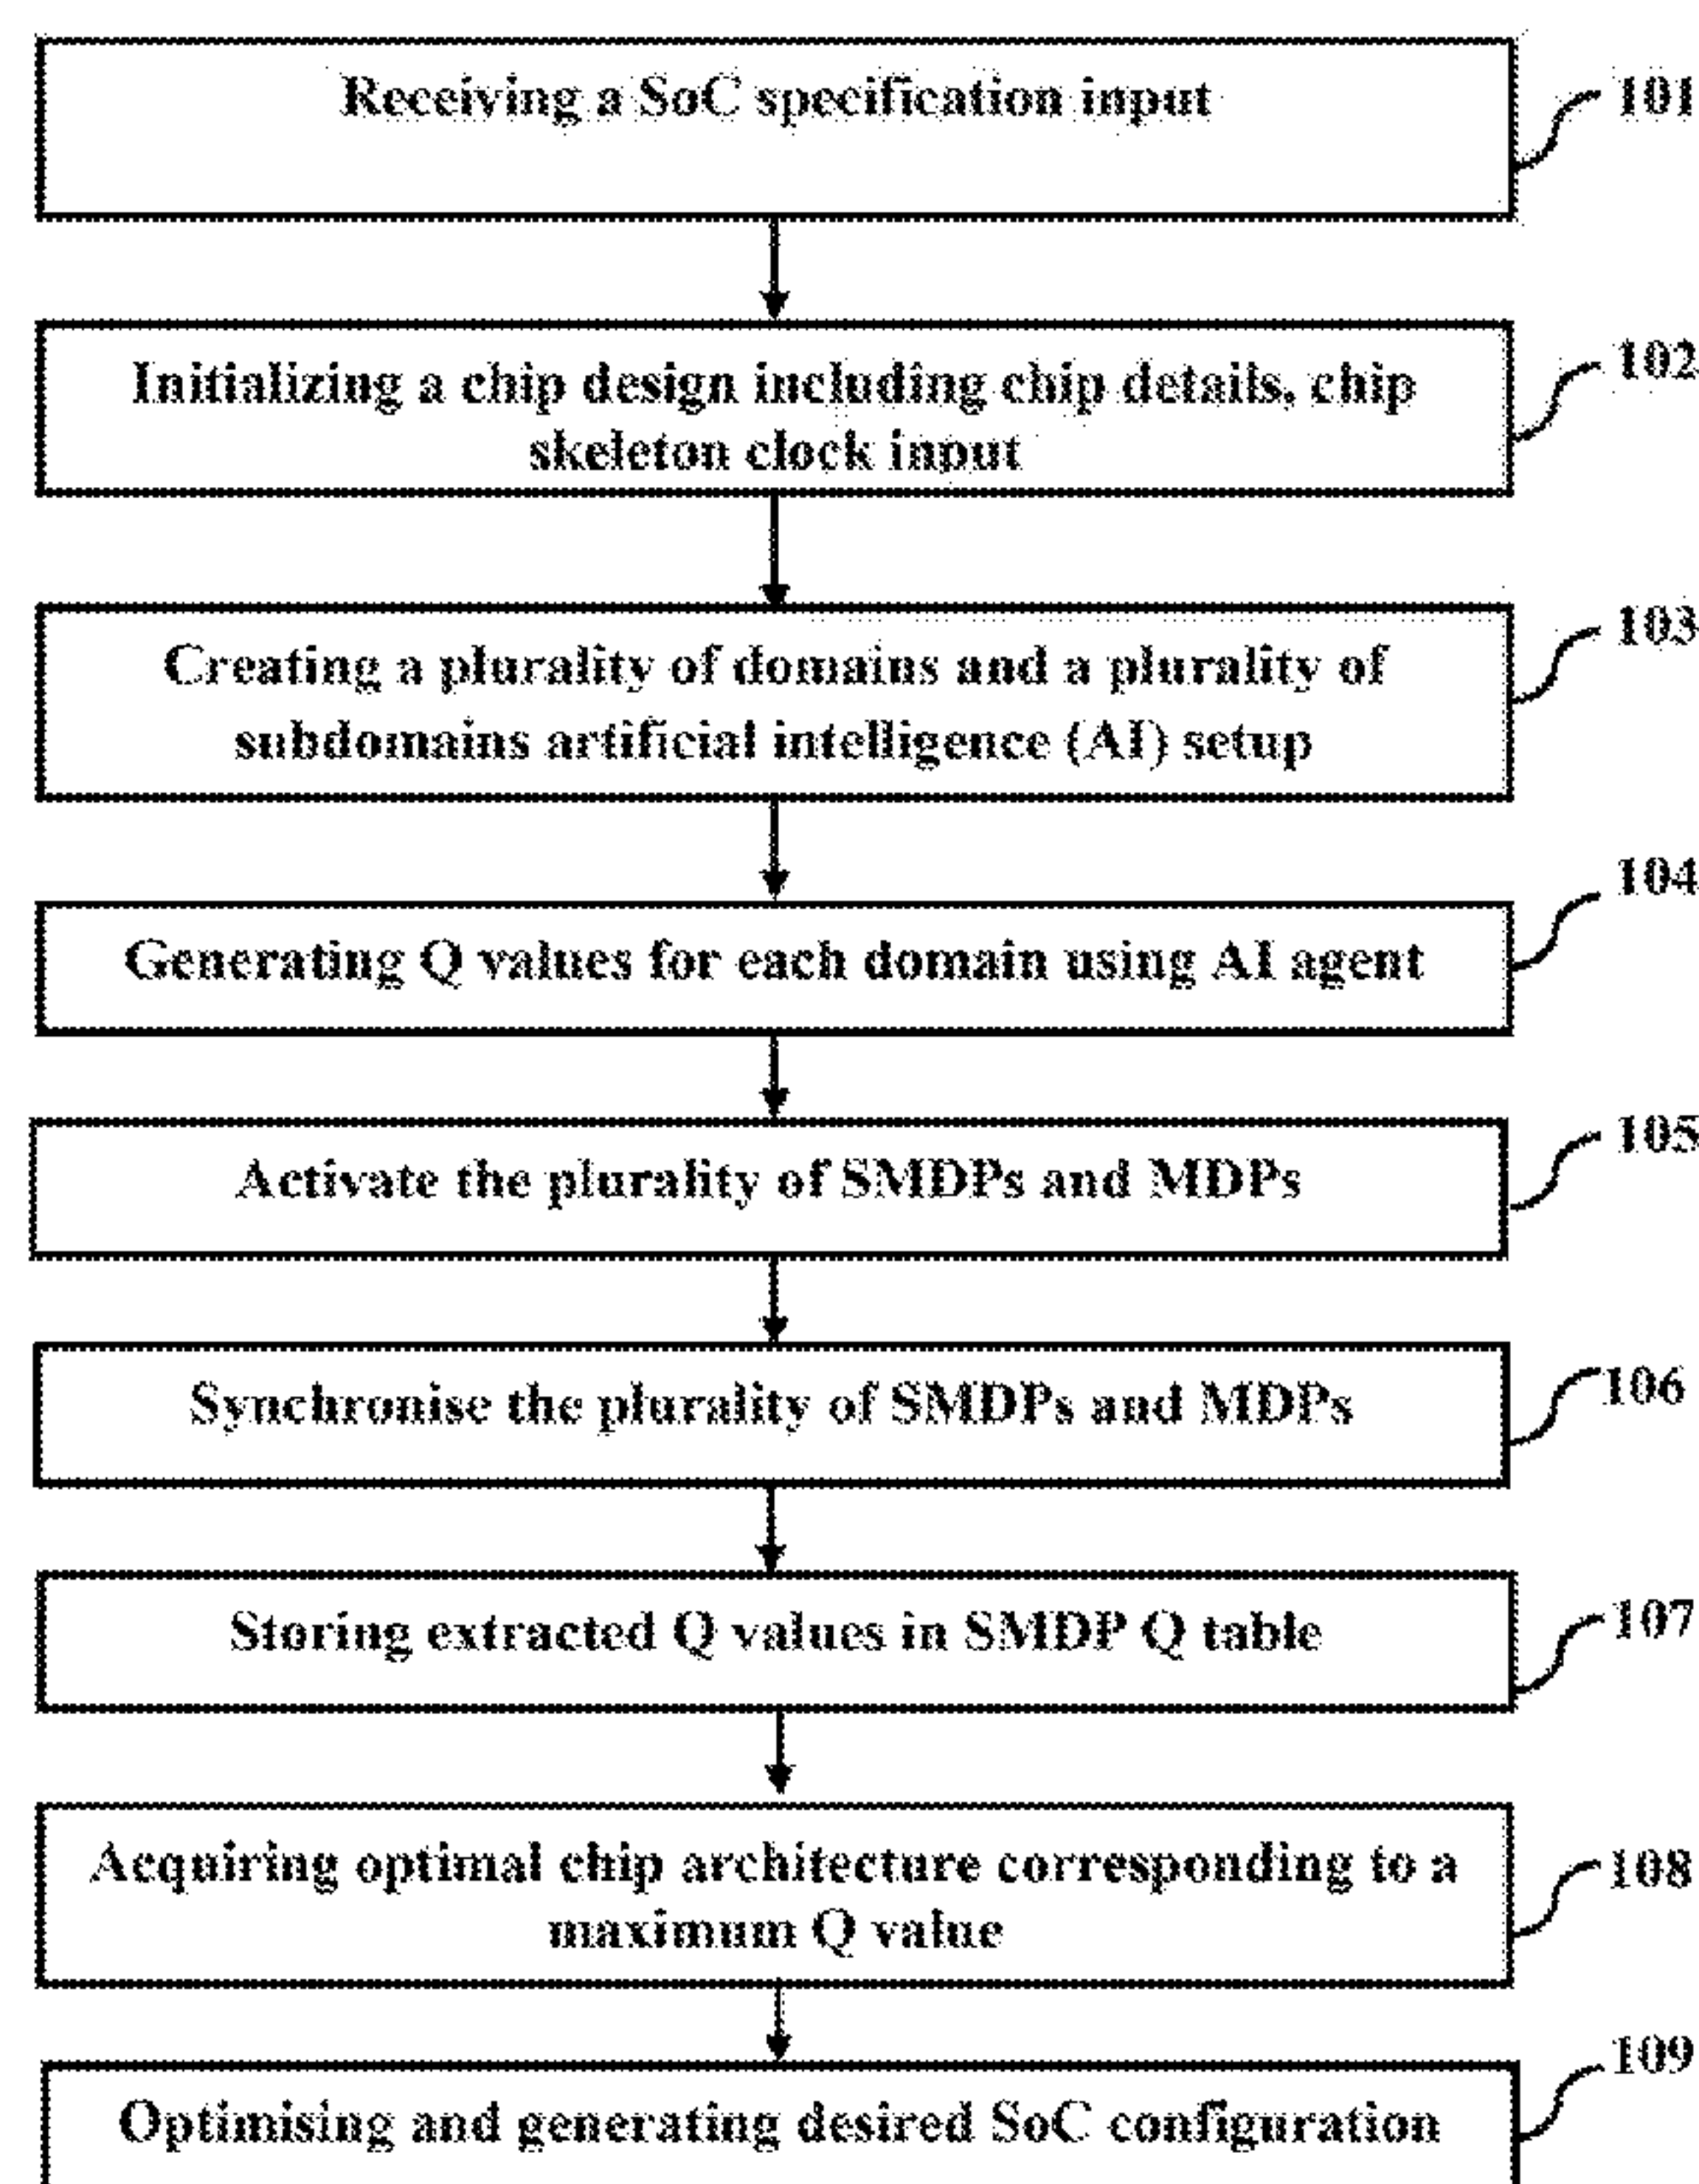 Receiving a SoC specification input
101
Initializing a chip design including chip details, chip
skeleton clock input
102
Creating a plurality of domains and a plurality of
subdomains artificial intelligence (AI) setup
103
Generating Q values for each domain using AI agent
104
Activate the plurality of SMDPs and MDPs
105
Synchronise the plurality of SMDPs and MDPs
106
Storing extracted Q values in SMDP Q table
107
Acquiring optimal chip architecture corresponding to a
maximum Q value
108
Optimising and generating desired SoC configuration
109